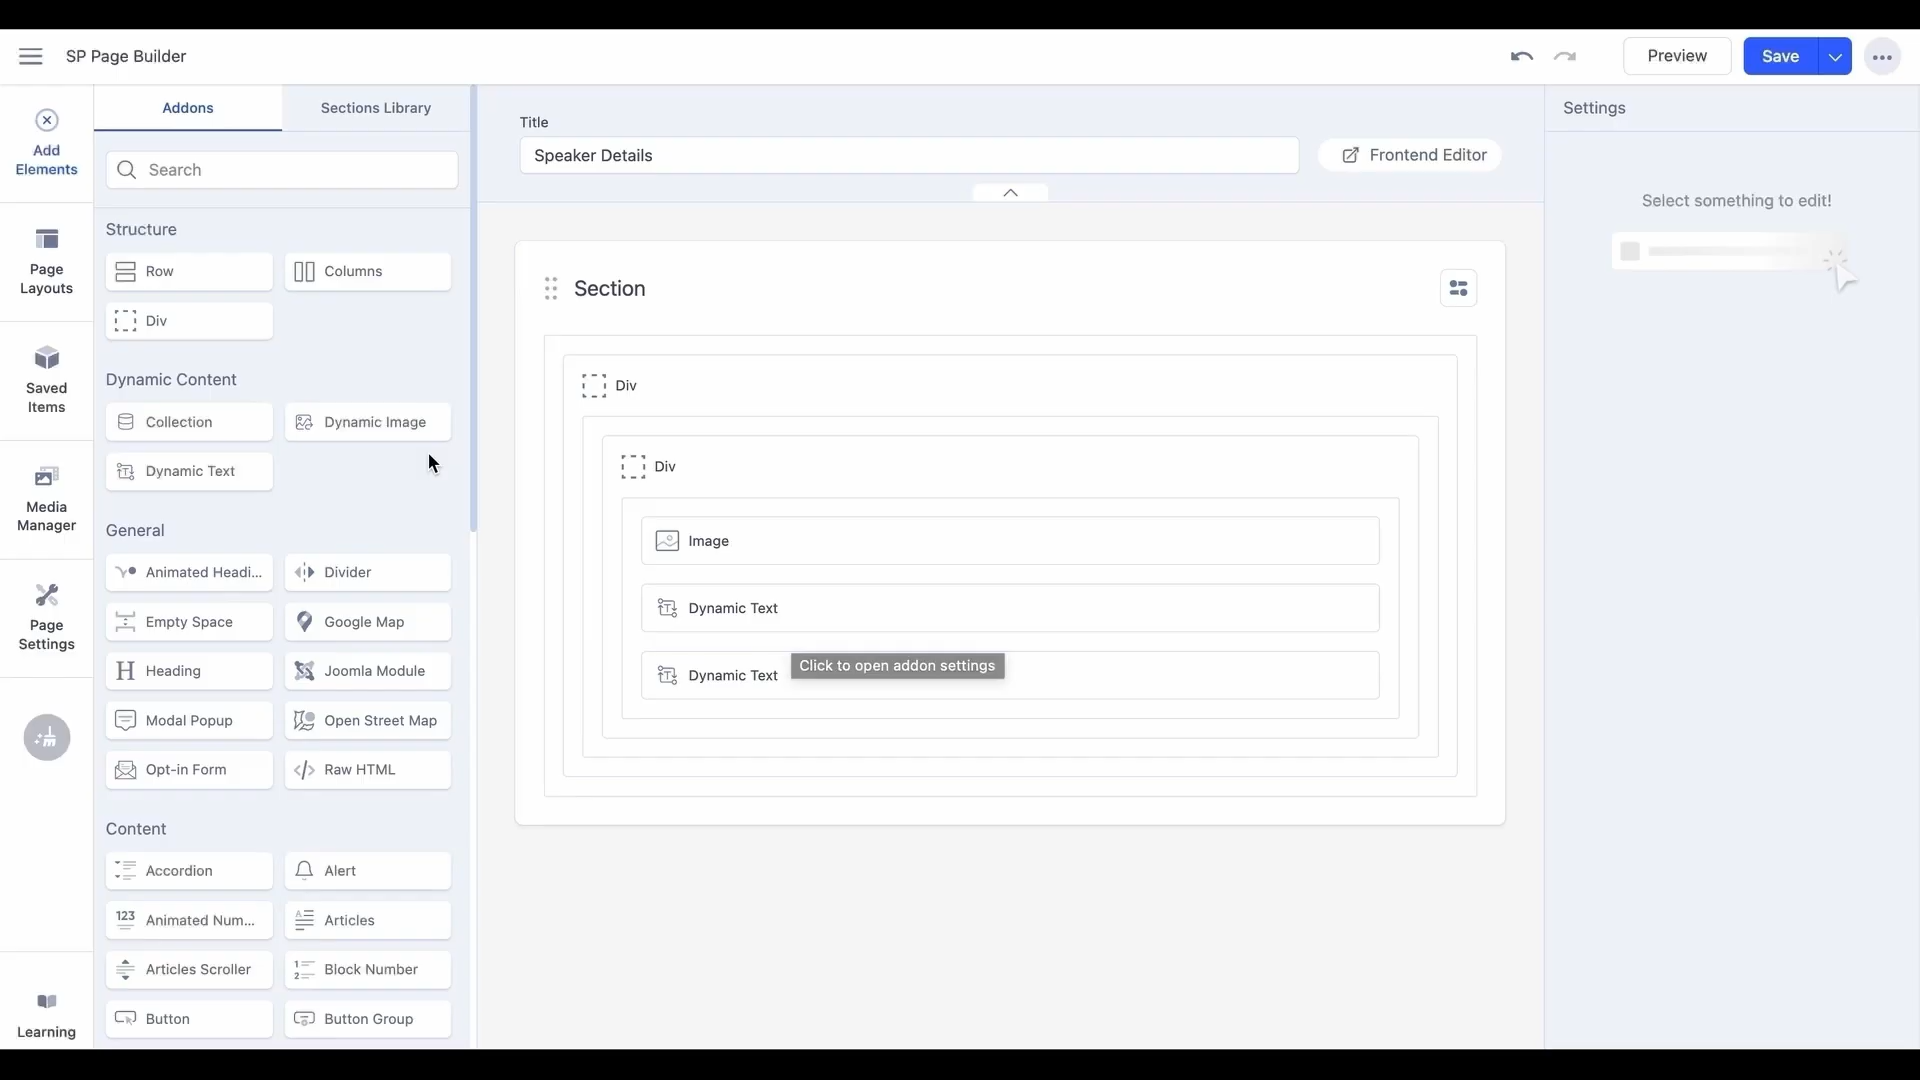 SP Page Builder
Preview
Save
Add
Elements
Page
Layouts
Saved
Items
Media
Manager
Page
Settings
Learning
Addons
Sections Library
Search
Structure
Row
Columns
Div
Dynamic Content
Collection
Dynamic Image
Dynamic Text
General
Animated Headi...
Divider
Empty Space
Google Map
Heading
Joomla Module
Modal Popup
Open Street Map
Opt-in Form
Raw HTML
Content
Accordion
Alert
Animated Num...
Articles
Articles Scroller
Block Number
Button
Button Group
Title
Speaker Details
Frontend Editor
Section
Div
Div
Image
Dynamic Text
Dynamic Text
Click to open addon settings
Settings
Select something to edit!